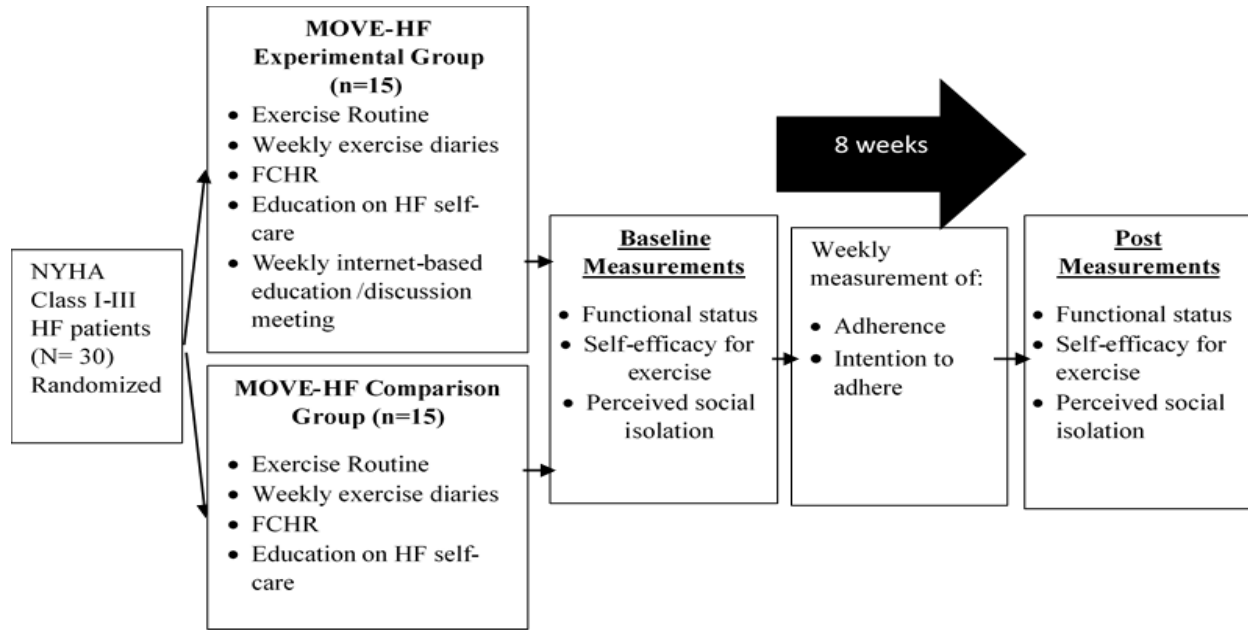 NYHA
Class I-III
HF patients
(N= 30)
Randomized
MOVE-HF
Experimental Group
(n=15)
• Exercise Routine
• Weekly exercise diaries
• FCHR
• Education on HF self-
care
• Weekly internet-based
education /discussion
meeting
MOVE-HF Comparison
Group (n=15)
• Exercise Routine
• Weekly exercise diaries
• FCHR
• Education on HF self-
care
Baseline
Measurements
• Functional status
• Self-efficacy for
exercise
• Perceived social
isolation
8 weeks
Weekly
measurement of:
• Adherence
• Intention to
adhere
Post
Measurements
• Functional status
• Self-efficacy for
exercise
• Perceived social
isolation